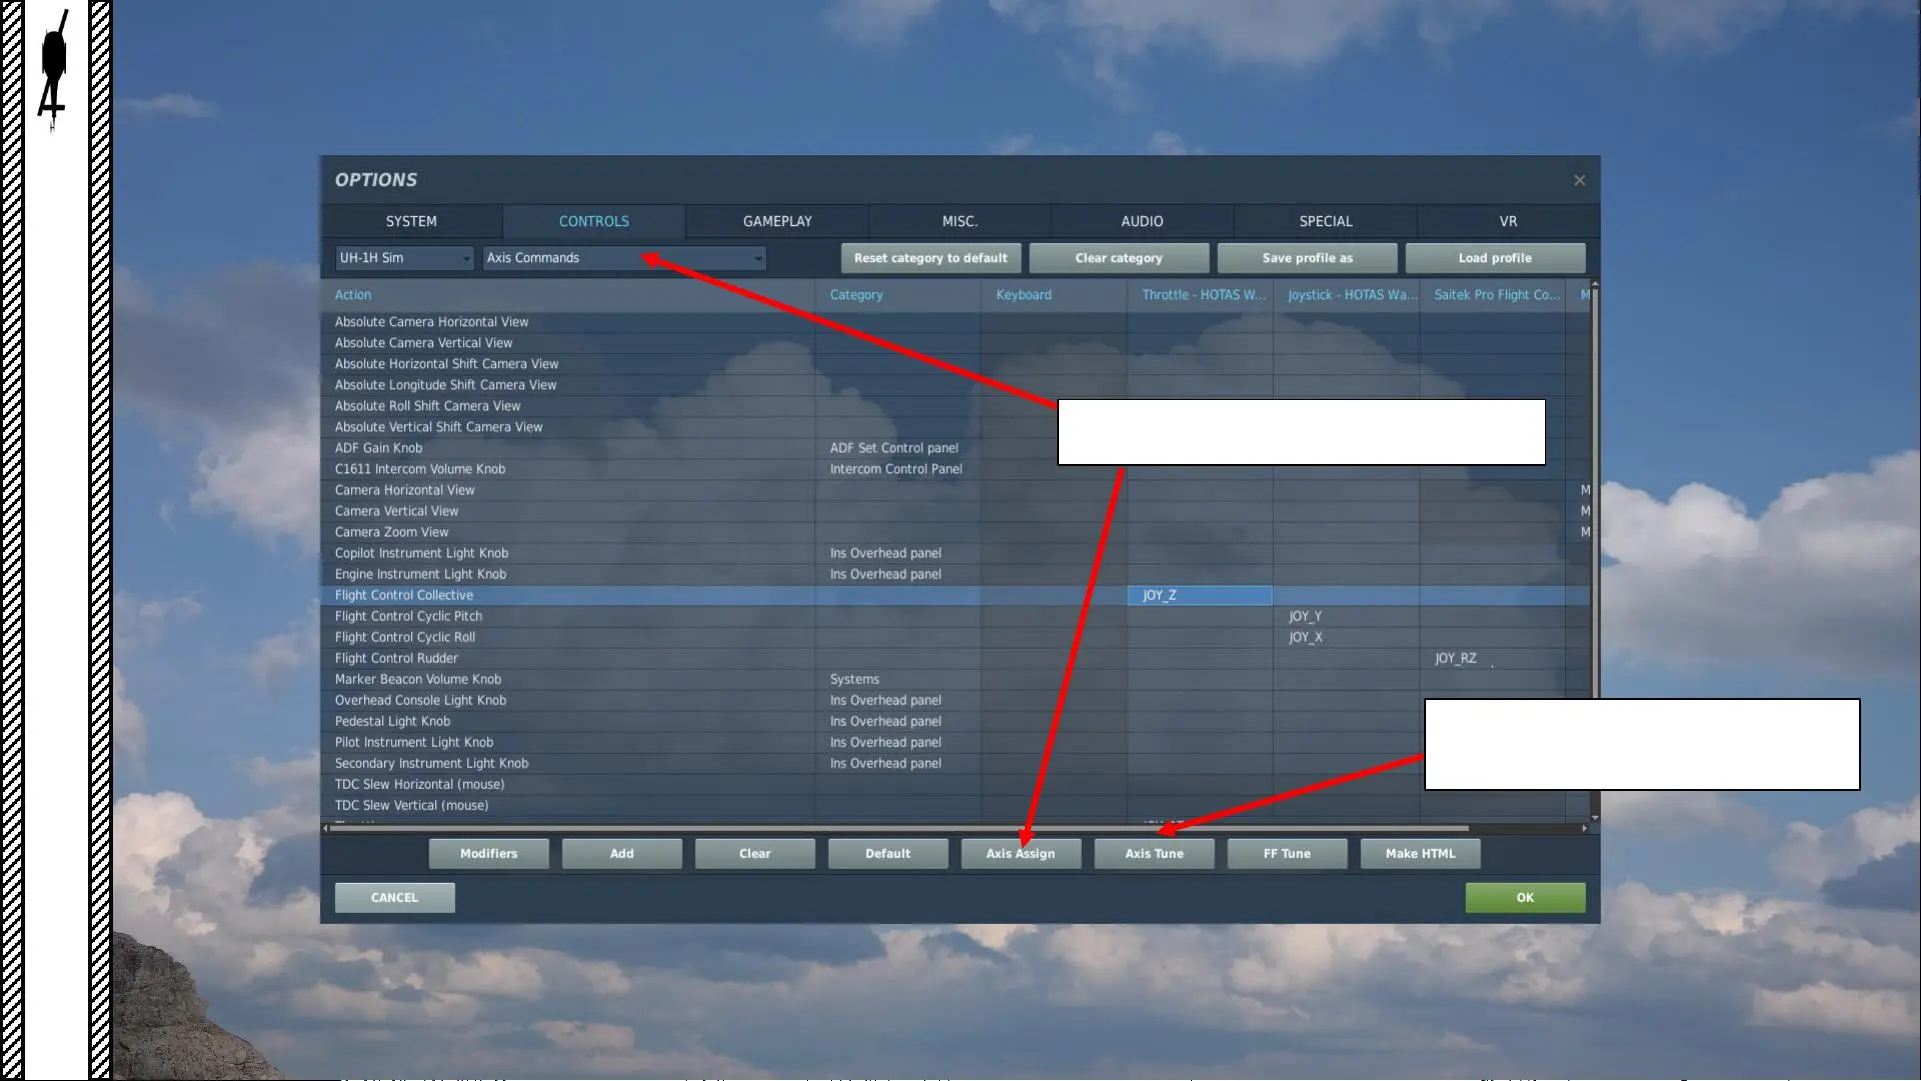 OPTIONS
SYSTEM CONTROLS GAMEPLAY MISC. AUDIO SPECIAL VR
UH-1H Sim Axis Commands Reset category to default Clear category Save profile as Load profile
Action Category Keyboard Throttle - HOTAS W... Joystick - HOTAS Wa... Saitek Pro Flight Co... M
Absolute Camera Horizontal View
Absolute Camera Vertical View
Absolute Horizontal Shift Camera View
Absolute Longitude Shift Camera View
Absolute Roll Shift Camera View
Absolute Vertical Shift Camera View
ADF Gain Knob ADF Set Control panel
C1611 Intercom Volume Knob Intercom Control Panel
Camera Horizontal View M
Camera Vertical View M
Camera Zoom View M
Copilot Instrument Light Knob Ins Overhead panel
Engine Instrument Light Knob Ins Overhead panel
Flight Control Collective JOY_Z
Flight Control Cyclic Pitch JOY_Y
Flight Control Cyclic Roll JOY_X
Flight Control Rudder JOY_RZ
Marker Beacon Volume Knob Systems
Overhead Console Light Knob Ins Overhead panel
Pedestal Light Knob Ins Overhead panel
Pilot Instrument Light Knob Ins Overhead panel
Secondary Instrument Light Knob Ins Overhead panel
TDC Slew Horizontal (mouse)
TDC Slew Vertical (mouse)
Modifiers Add Clear Default Axis Assign Axis Tune FF Tune Make HTML
CANCEL OK